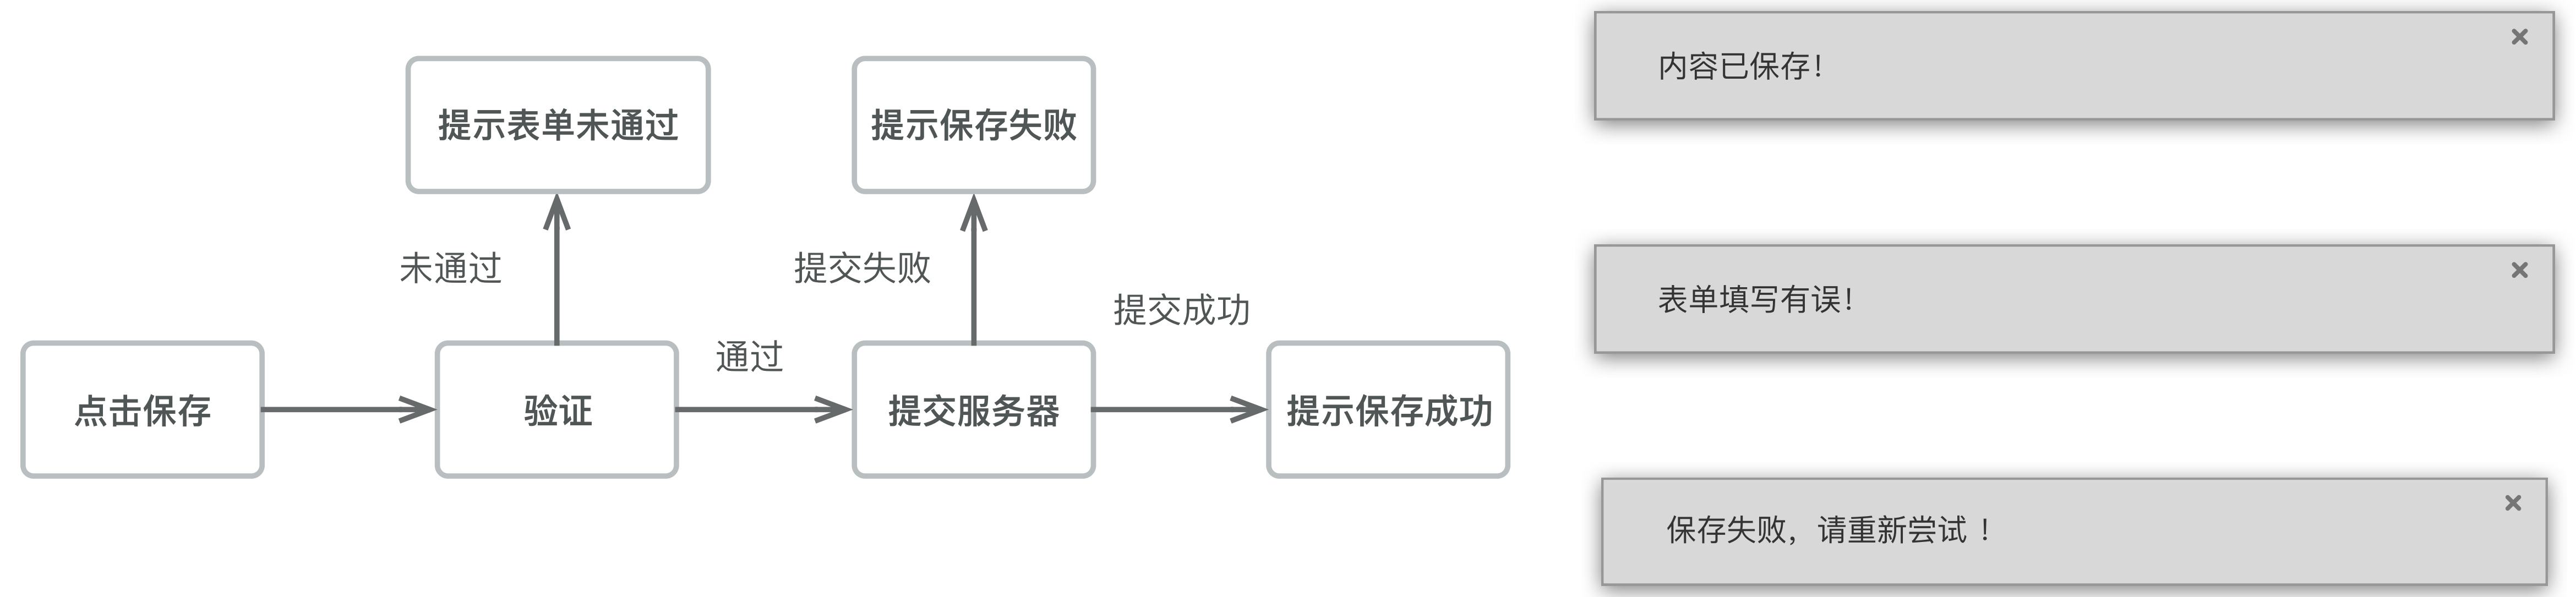 提示表单未通过
提示保存失败
未通过
提交失败
提交成功
通过
点击保存
验证
提交服务器
提示保存成功
内容已保存！
表单填写有误！
保存失败，请重新尝试 ！